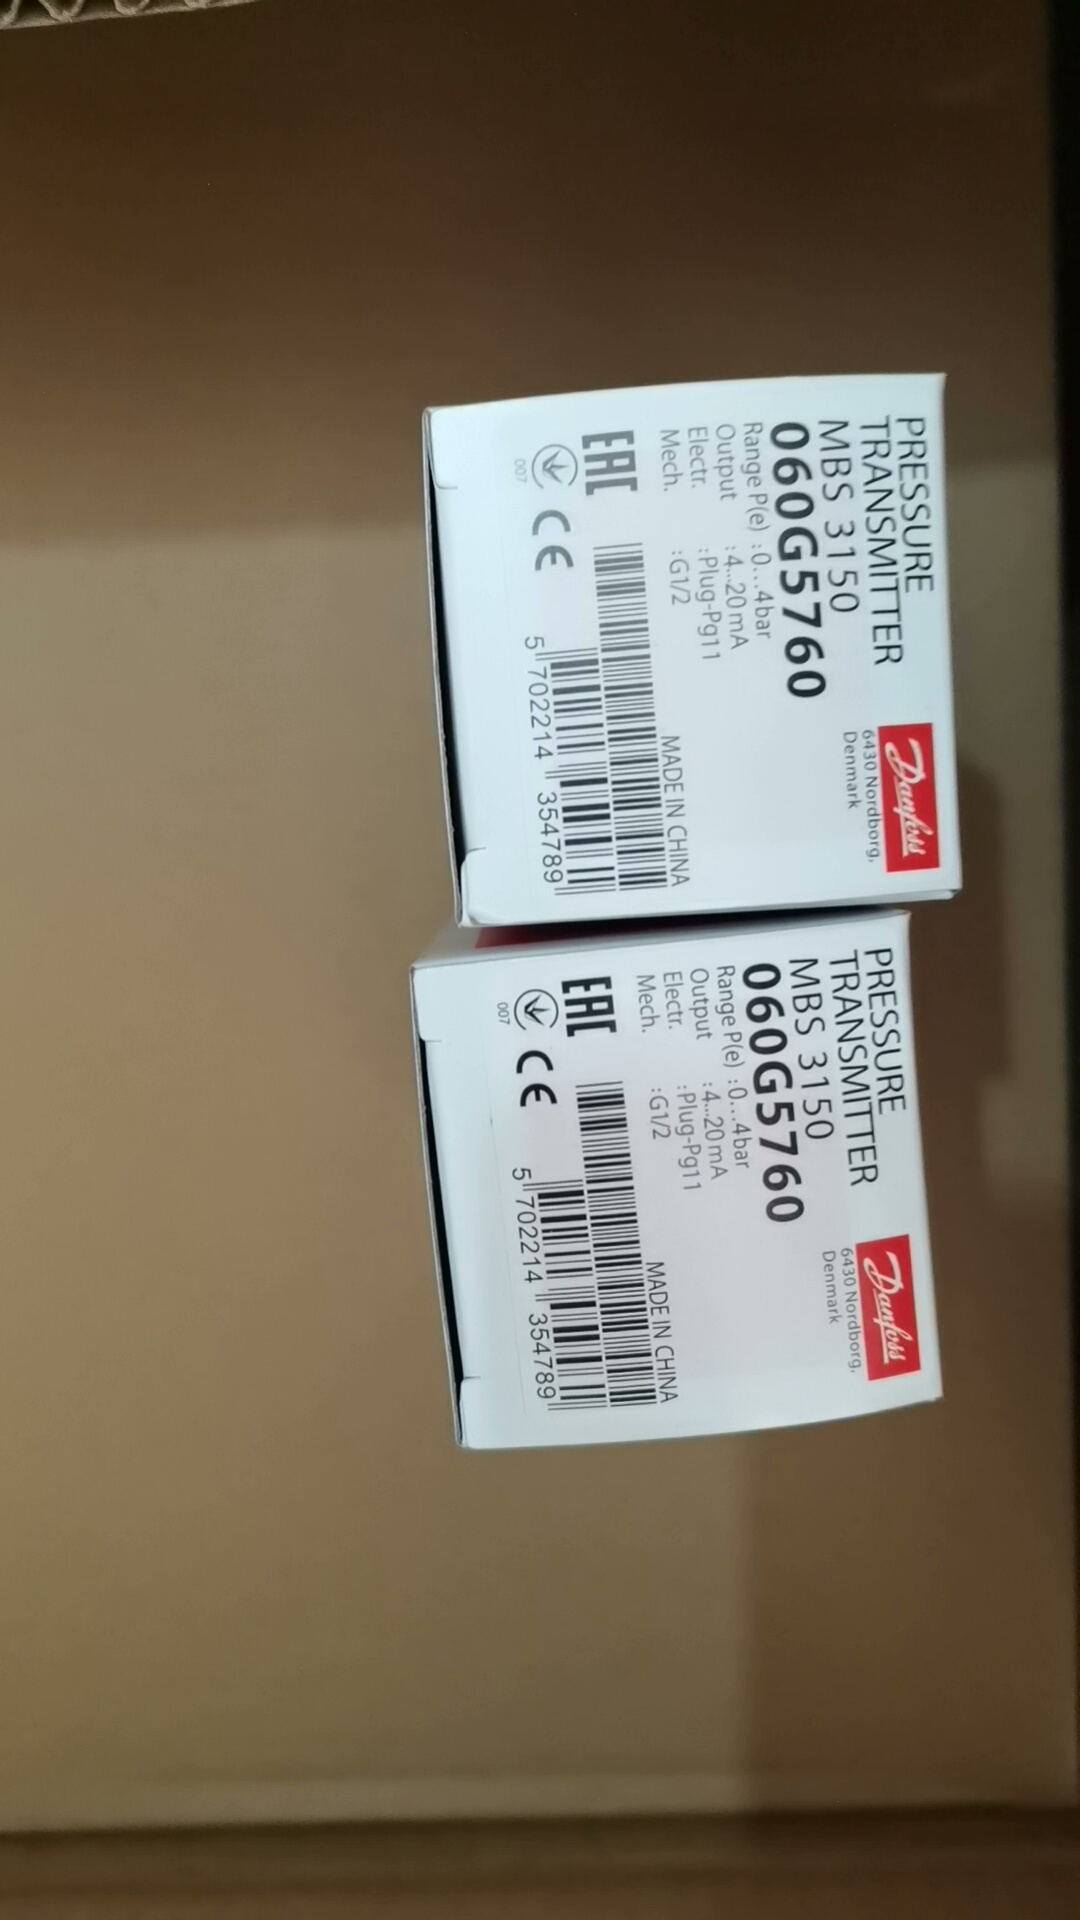 PRESSURE
TRANSMITTER
MBS 3150
060G5760
Range P(e) :0...4bar
Output :4...20 mA
Electr. :Plug-Pg11
Mech. :G1/2
Danfoss
6430 Nordborg,
Denmark
MADE IN CHINA
EAC
CE
007
5 702214 354789
PRESSURE
TRANSMITTER
MBS 3150
060G5760
Range P(e) :0...4bar
Output :4...20 mA
Electr. :Plug-Pg11
Mech. :G1/2
Danfoss
6430 Nordborg,
Denmark
MADE IN CHINA
EAC
CE
007
5 702214 354789